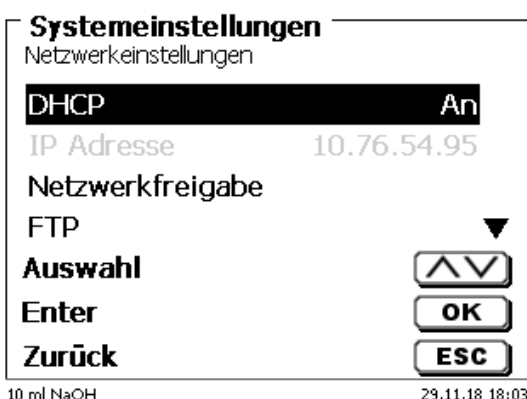 Systemeinstellungen
Netzwerkeinstellungen
DHCP An
IP Adresse 10.76.54.95
Netzwerkfreigabe
FTP
Auswahl
Enter OK
Zurück ESC
10 ml NaOH 29.11.18 18:03